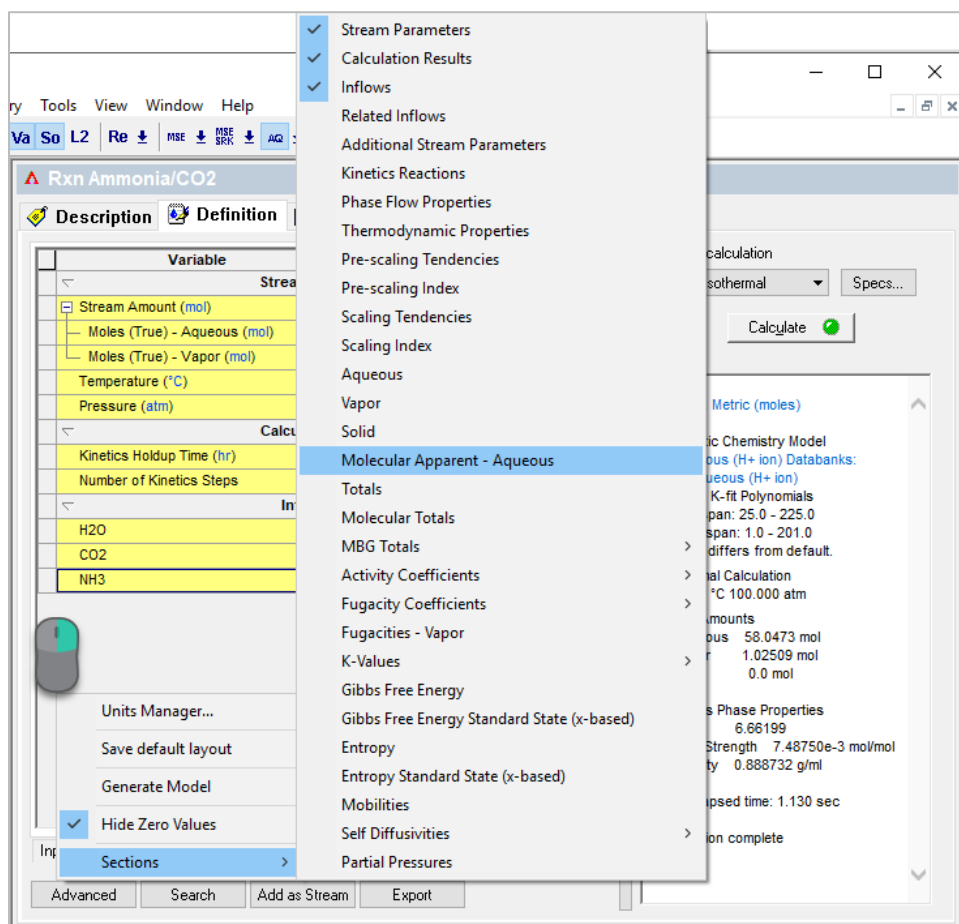 Stream Parameters
Calculation Results
Inflows
Related Inflows
Additional Stream Parameters
Kinetics Reactions
Phase Flow Properties
Thermodynamic Properties
Pre-scaling Tendencies
Pre-scaling Index
Scaling Tendencies
Scaling Index
Aqueous
Vapor
Solid
Molecular Apparent - Aqueous
Totals
Molecular Totals
MBG Totals
Activity Coefficients
Fugacity Coefficients
Fugacities - Vapor
K-Values
Gibbs Free Energy
Gibbs Free Energy Standard State (x-based)
Entropy
Entropy Standard State (x-based)
Mobilities
Self Diffusivities
Partial Pressures
ry Tools View Window Help
Va So L2 Re MSE MSE SRK AQ
Rxn Ammonia/CO2
Description Definition
Variable
Strea
Stream Amount (mol)
Moles (True) - Aqueous (mol)
Moles (True) - Vapor (mol)
Temperature (°C)
Pressure (atm)
Calcu
Kinetics Holdup Time (hr)
Number of Kinetics Steps
In
H2O
CO2
NH3
Units Manager...
Save default layout
Generate Model
Hide Zero Values
Sections
Inp
Advanced Search Add as Stream Export
calculation
sothermal Specs...
Calculate
Metric (moles)
ic Chemistry Model
ous (H+ ion) Databanks:
ueous (H+ ion)
K-fit Polynomials
span: 25.0 - 225.0
span: 1.0 - 201.0
differs from default.
al Calculation
°C 100.000 atm
mounts
ous 58.0473 mol
r 1.02509 mol
0.0 mol
s Phase Properties
6.66199
Strength 7.48750e-3 mol/mol
ty 0.888732 g/ml
psed time: 1.130 sec
ion complete